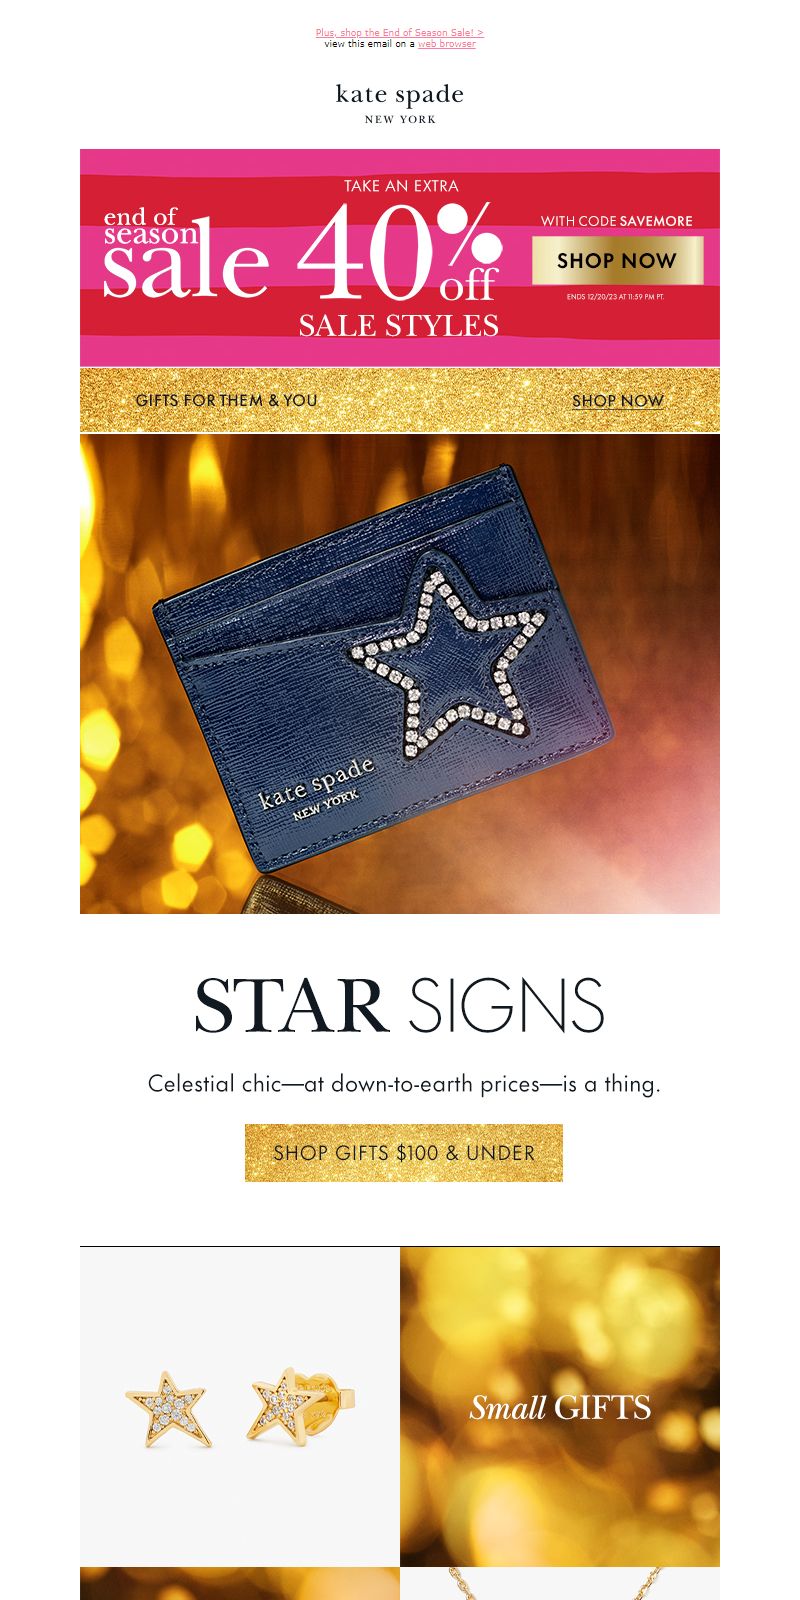 Plus, shop the End of Season Sale! >
view this email on a web browser
kate spade
NEW YORK
end of
season
sale
TAKE AN EXTRA
40%
off
SALE STYLES
WITH CODE SAVEMORE
SHOP NOW
ENDS 12/20/23 AT 11:59 PM PT.
GIFTS FOR THEM & YOU
SHOP NOW
kate spade
NEW YORK
STAR SIGNS
Celestial chic—at down-to-earth prices—is a thing.
SHOP GIFTS $100 & UNDER
Small GIFTS